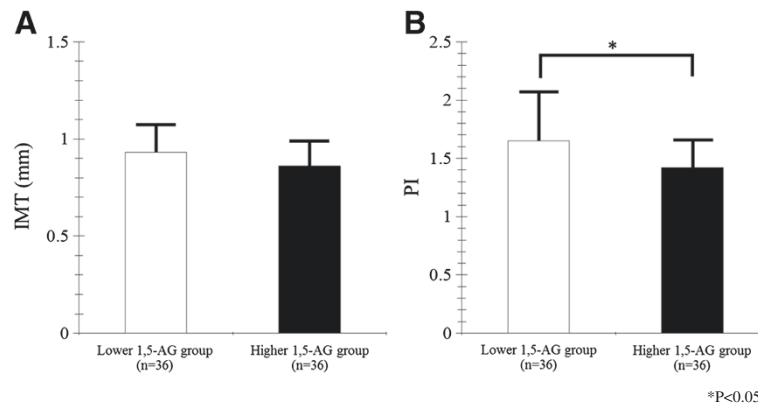 A
IMT (mm)
1.5
1
0.5
0
Lower 1,5-AG group
(n=36)
Higher 1,5-AG group
(n=36)
B
PI
2.5
2
1.5
1
0.5
0
*
Lower 1,5-AG group
(n=36)
Higher 1,5-AG group
(n=36)
*P<0.05